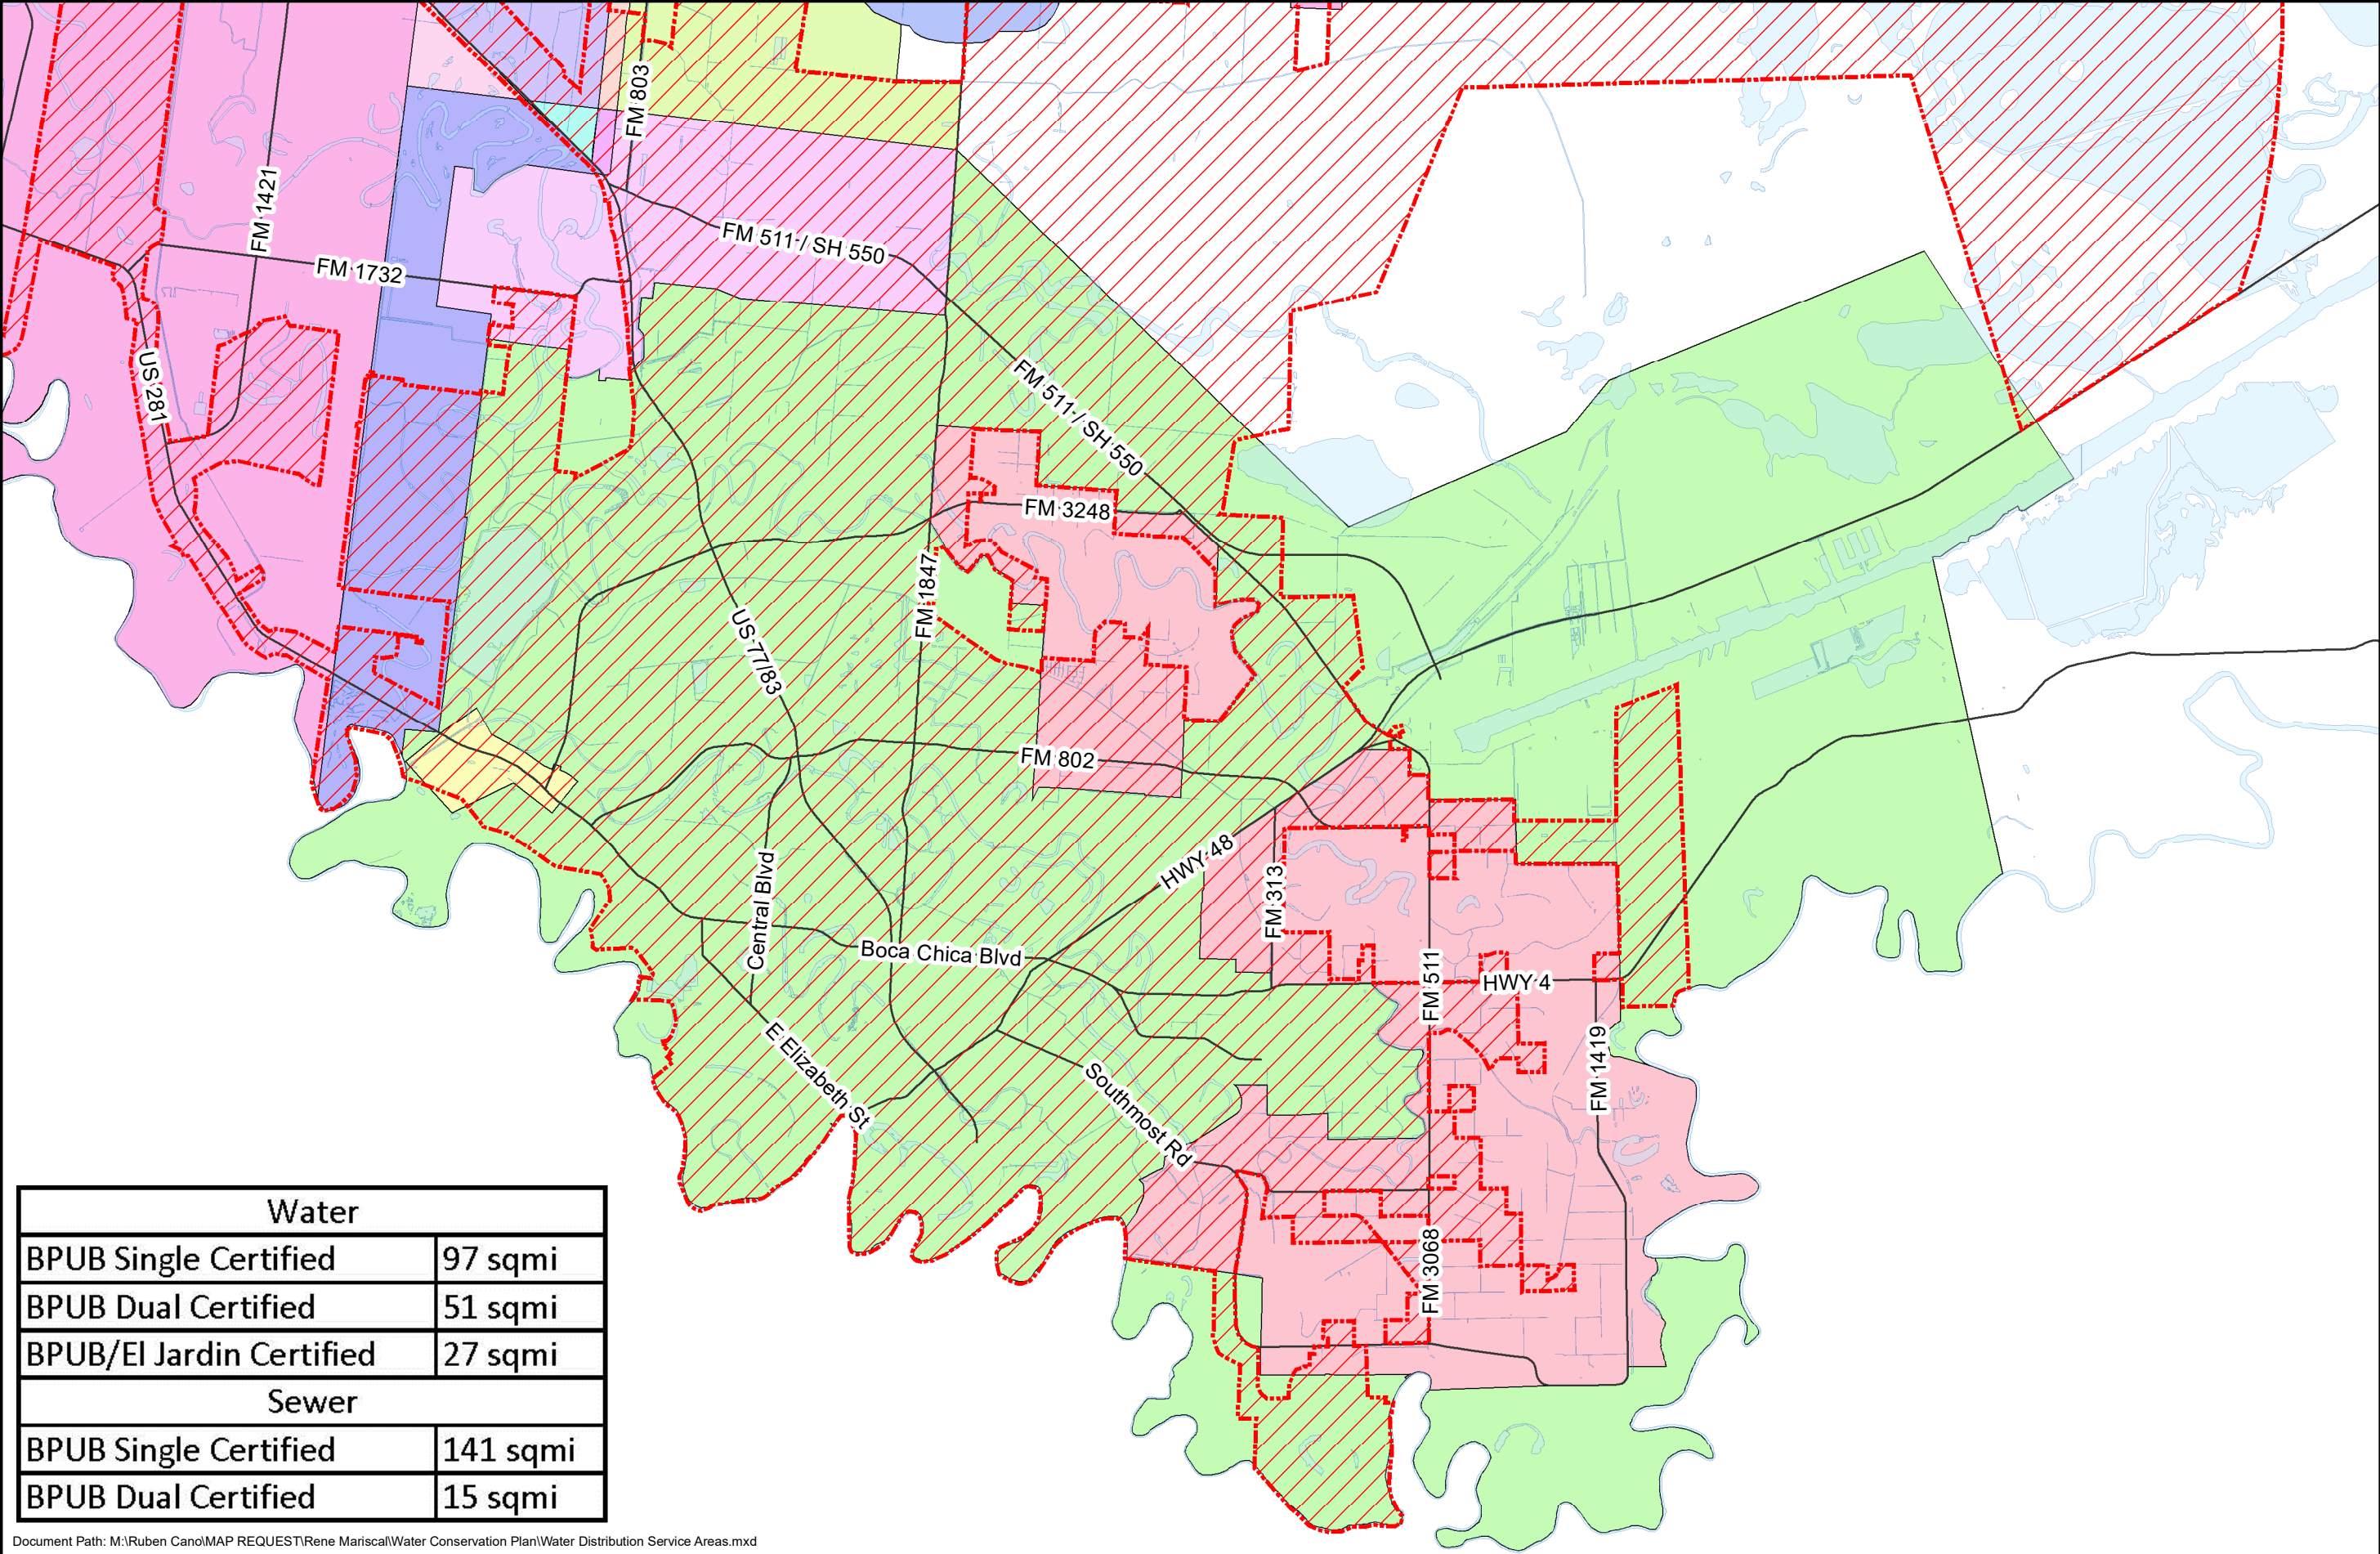 FM 803
FM 1421
FM 511 / SH 550
FM 1732
US 281
FM 511 / SH 550
FM 3248
FM 1847
US 77/83
FM 802
HWY 48
FM 313
Central Blvd
Boca Chica Blvd
FM 511
HWY 4
E Elizabeth St
Southmost Rd
FM 1419
FM 3068
Water
BPUB Single Certified 97 sqmi
BPUB Dual Certified 51 sqmi
BPUB/El Jardin Certified 27 sqmi
Sewer
BPUB Single Certified 141 sqmi
BPUB Dual Certified 15 sqmi
Document Path: M:\Ruben Cano\MAP REQUEST\Rene Mariscal\Water Conservation Plan\Water Distribution Service Areas.mxd